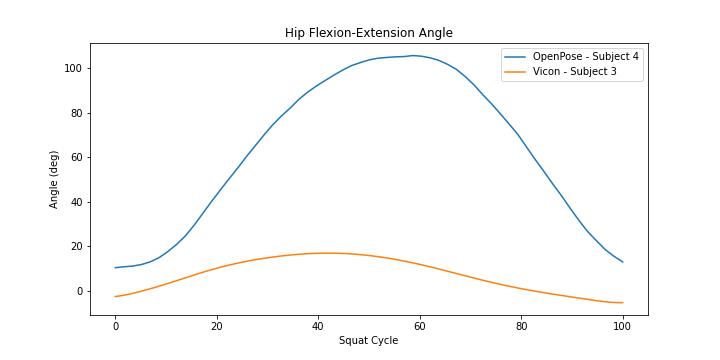 Hip Flexion-Extension Angle
OpenPose - Subject 4
Vicon - Subject 3
Angle (deg)
100
80
60
40
20
0
0 20 40 60 80 100
Squat Cycle